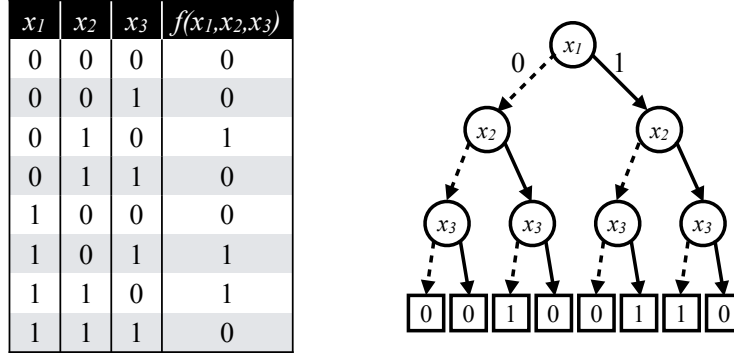 x1 x2 x3 f(x1,x2,x3)
0 0 0 0
0 0 1 0
0 1 0 1
0 1 1 0
1 0 0 0
1 0 1 1
1 1 0 1
1 1 1 0
x1
0 1
x2 x2
x3 x3 x3 x3
0 0 1 0 0 1 1 0